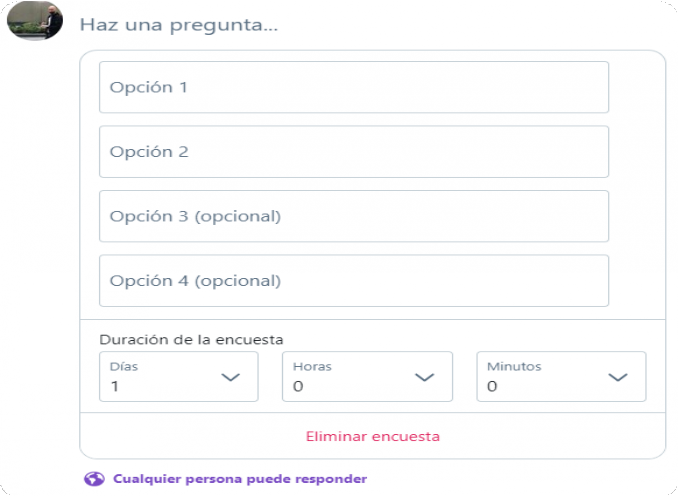 Haz una pregunta...
Opción 1
Opción 2
Opción 3 (opcional)
Opción 4 (opcional)
Duración de la encuesta
Días Horas Minutos
1 0 0
Eliminar encuesta
Cualquier persona puede responder